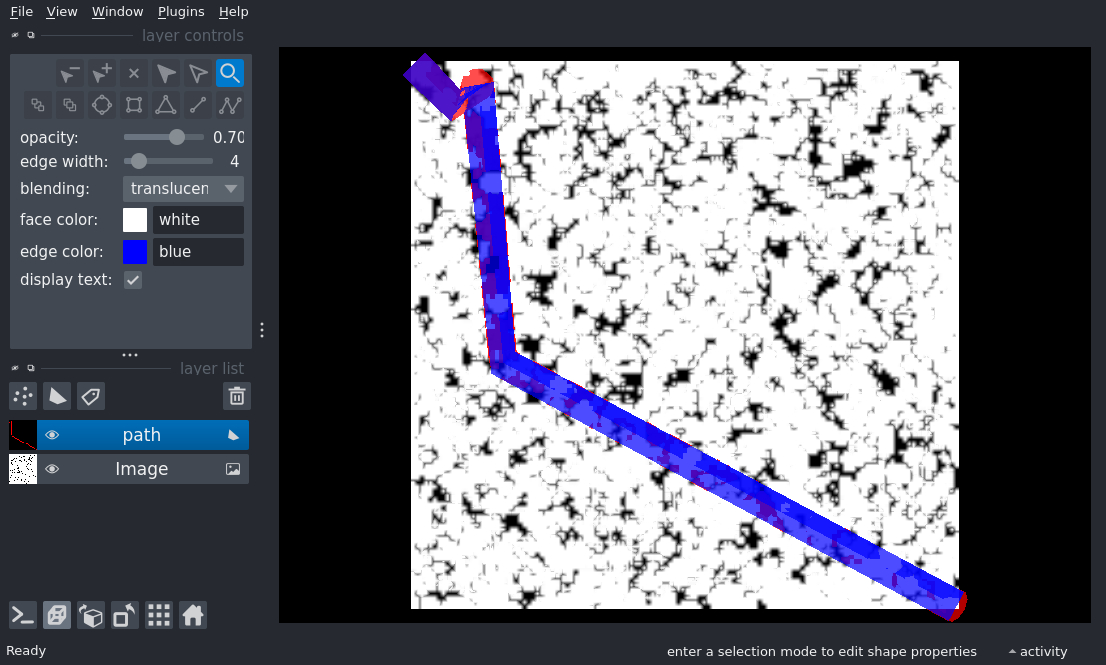 File View Window Plugins Help
layer controls
opacity: 0.70
edge width: 4
blending: translucen
face color: white
edge color: blue
display text:
layer list
path
Image
Ready
enter a selection mode to edit shape properties
activity